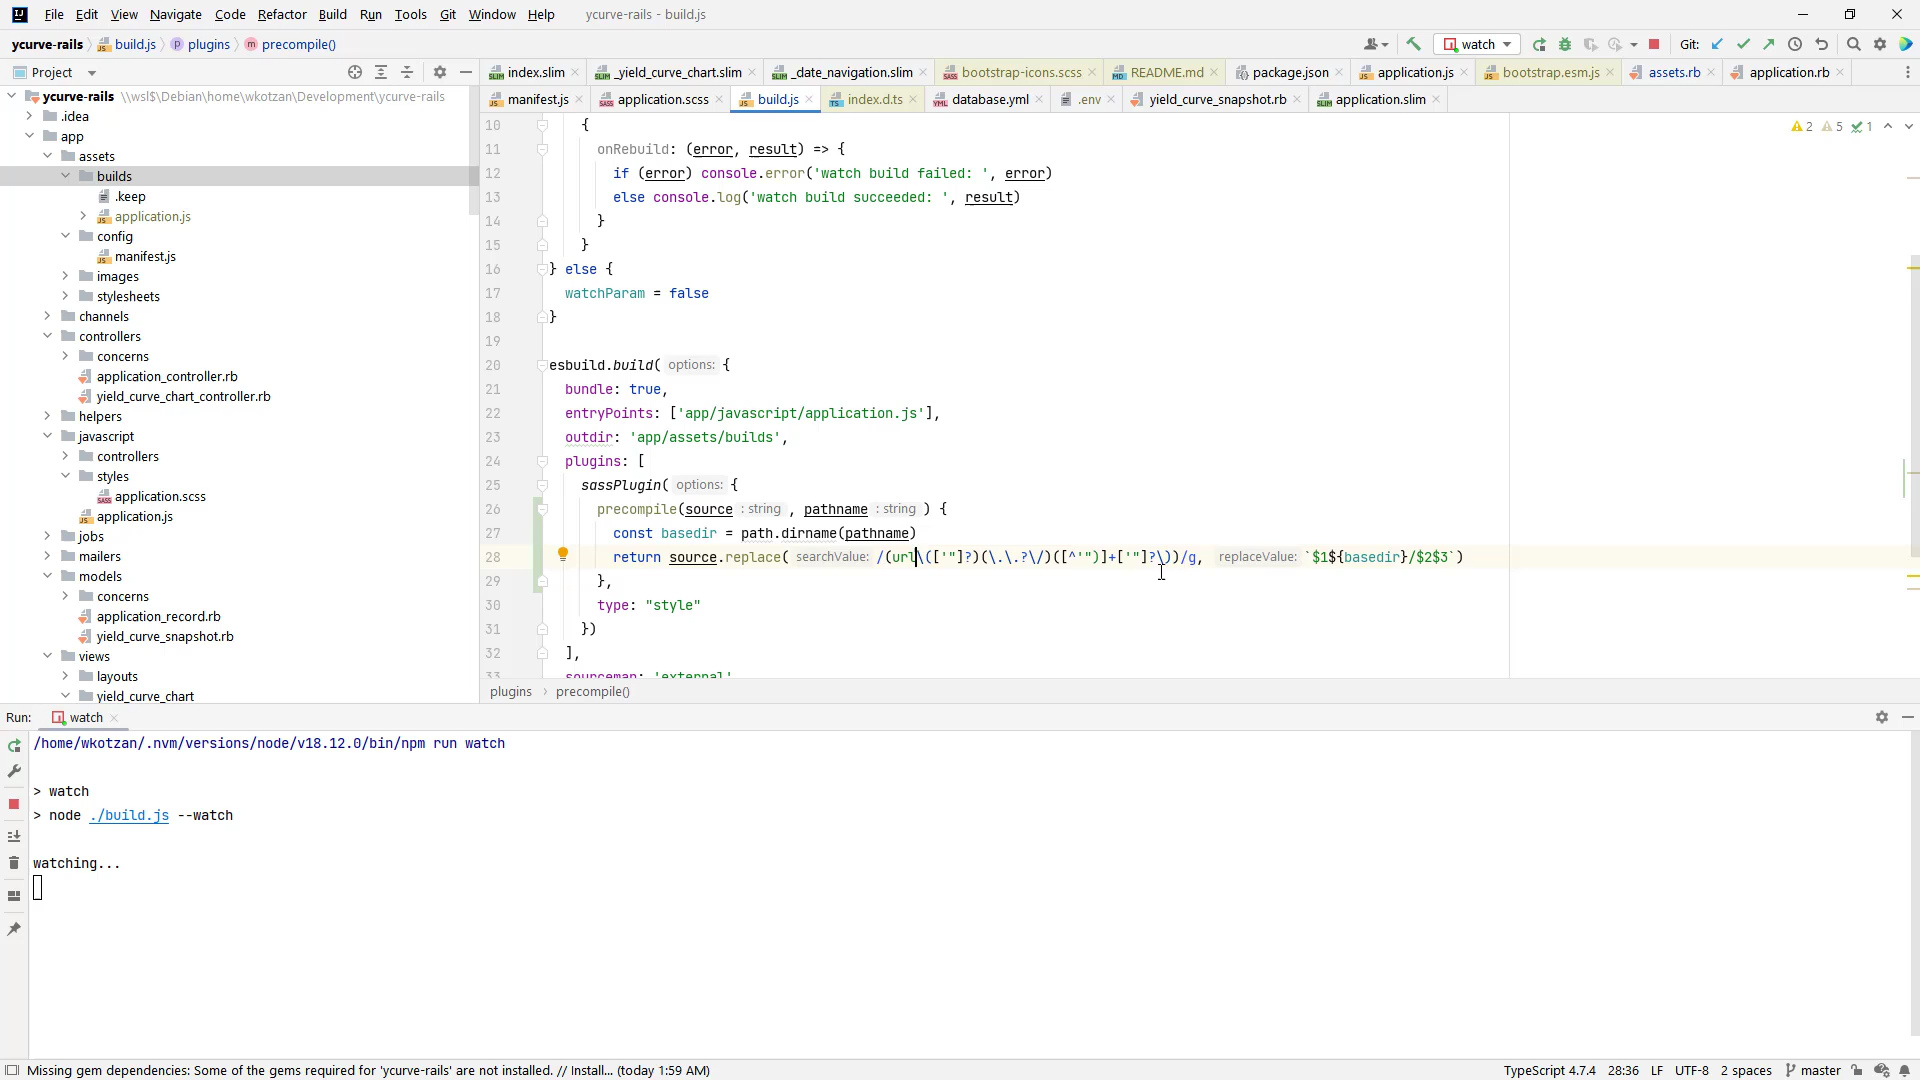 File Edit View Navigate Code Refactor Build Run Tools Git Window Help ycurve-rails - build.js
ycurve-rails build.js plugins precompile() watch Git:
Project
index.slim _yield_curve_chart.slim _date_navigation.slim bootstrap-icons.scss README.md package.json application.js bootstrap.esm.js assets.rb application.rb
manifest.js application.scss build.js index.d.ts database.yml .env yield_curve_snapshot.rb application.slim
ycurve-rails \\wsl$\Debian\home\wkotzan\Development\ycurve-rails
.idea
app
assets
builds
.keep
application.js
config
manifest.js
images
stylesheets
channels
controllers
concerns
application_controller.rb
yield_curve_chart_controller.rb
helpers
javascript
controllers
styles
application.scss
application.js
jobs
mailers
models
concerns
application_record.rb
yield_curve_snapshot.rb
views
layouts
yield_curve_chart
2 5 1
10 {
11 onRebuild: (error, result) => {
12 if (error) console.error('watch build failed: ', error)
13 else console.log('watch build succeeded: ', result)
14 }
15 }
16 } else {
17 watchParam = false
18 }
19
20 esbuild.build( options: {
21 bundle: true,
22 entryPoints: ['app/javascript/application.js'],
23 outdir: 'app/assets/builds',
24 plugins: [
25 sassPlugin( options: {
26 precompile(source : string , pathname : string ) {
27 const basedir = path.dirname(pathname)
28 return source.replace( searchValue: /(url\(['"]?)(\.\.?\/)([^'")]+['"]?\))/g, replaceValue: `$1${basedir}/$2$3`)
29 },
30 type: "style"
31 })
32 ],
33 sourcemap: 'external'
plugins precompile()
Run: watch
/home/wkotzan/.nvm/versions/node/v18.12.0/bin/npm run watch
> watch
> node ./build.js --watch
watching...
Missing gem dependencies: Some of the gems required for 'ycurve-rails' are not installed. // Install... (today 1:59 AM) TypeScript 4.7.4 28:36 LF UTF-8 2 spaces master